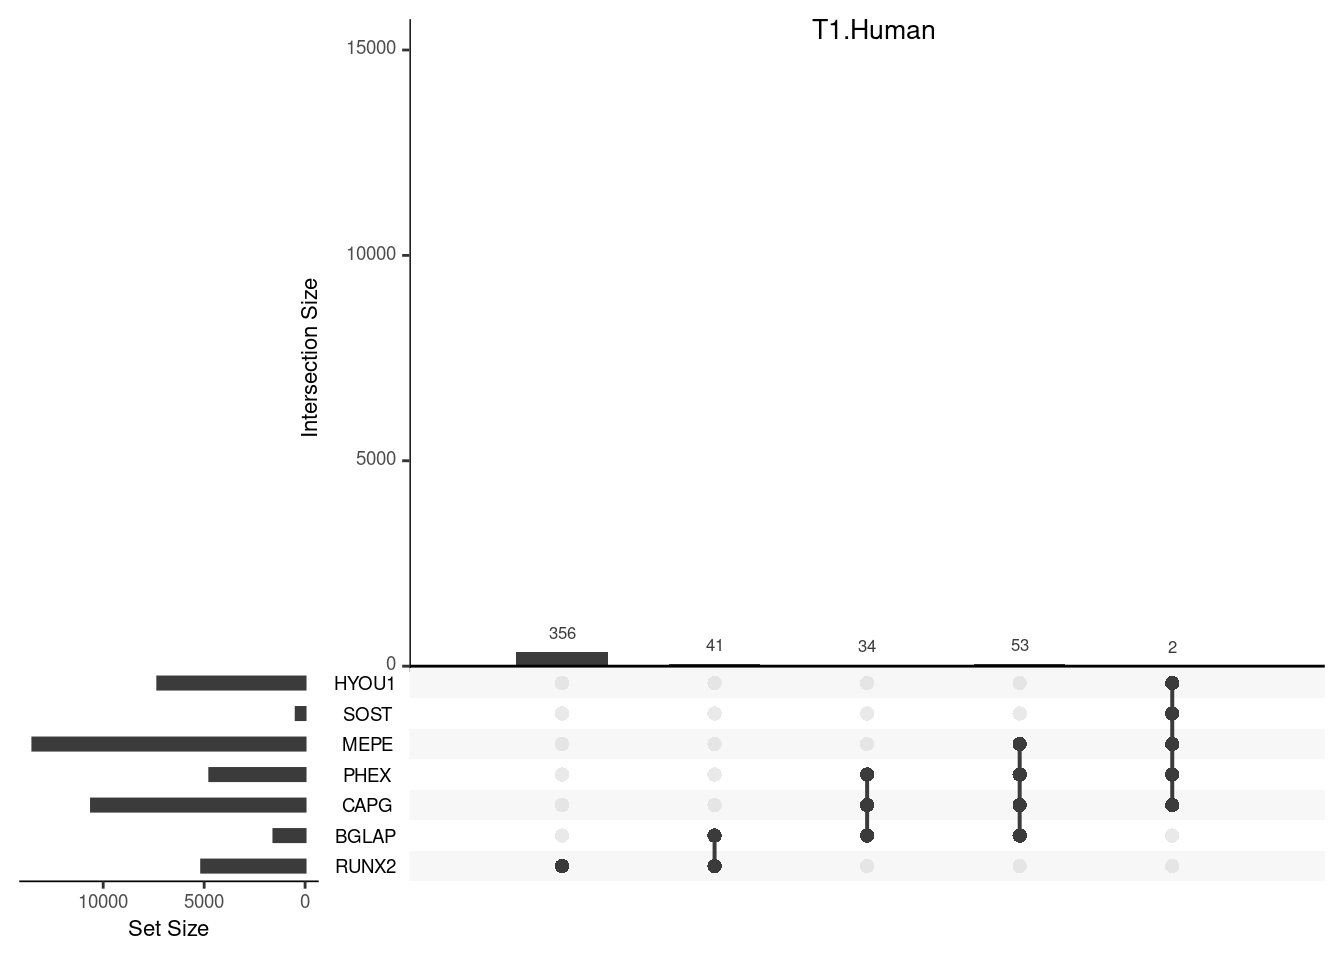 T1.Human
15000
10000
5000
0
Intersection Size
356
41
34
53
2
HYOU1
SOST
MEPE
PHEX
CAPG
BGLAP
RUNX2
10000 5000 0
Set Size